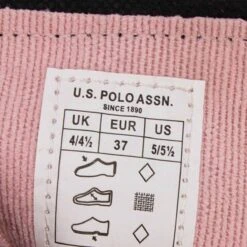 U.S. POLO ASSN.
SINCE 1890
UK EUR US
4/4½ 37 5/5½